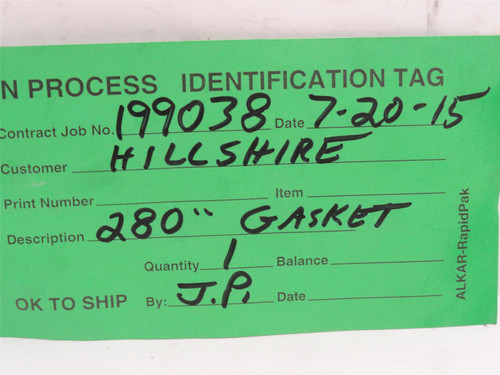 N PROCESS IDENTIFICATION TAG
Contract Job No. 199038 Date 7-20-15
Customer HILLSHIRE
Print Number Item
Description 280" GASKET
Quantity 1 Balance
OK TO SHIP By: J.P. Date
ALKAR-RapidPak